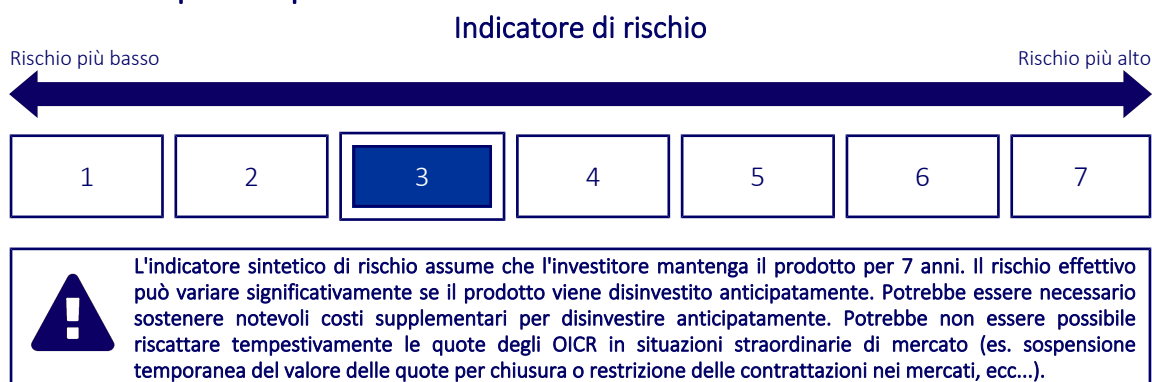 Indicatore di rischio
Rischio più basso Rischio più alto
1 2 3 4 5 6 7
L'indicatore sintetico di rischio assume che l'investitore mantenga il prodotto per 7 anni. Il rischio effettivo
può variare significativamente se il prodotto viene disinvestito anticipatamente. Potrebbe essere necessario
sostenere notevoli costi supplementari per disinvestire anticipatamente. Potrebbe non essere possibile
riscattare tempestivamente le quote degli OICR in situazioni straordinarie di mercato (es. sospensione
temporanea del valore delle quote per chiusura o restrizione delle contrattazioni nei mercati, ecc...).